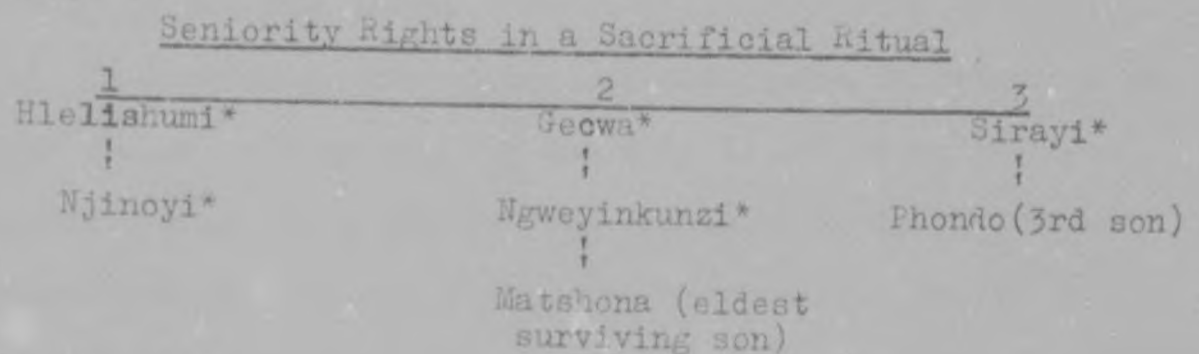 Seniority Rights in a Sacrificial Ritual
1 2 3
Hlelishumi* Gecwa* Sirayi*
Njinoyi* Ngweyinkunzi* Phondo(3rd son)
Matshona (eldest
surviving son)